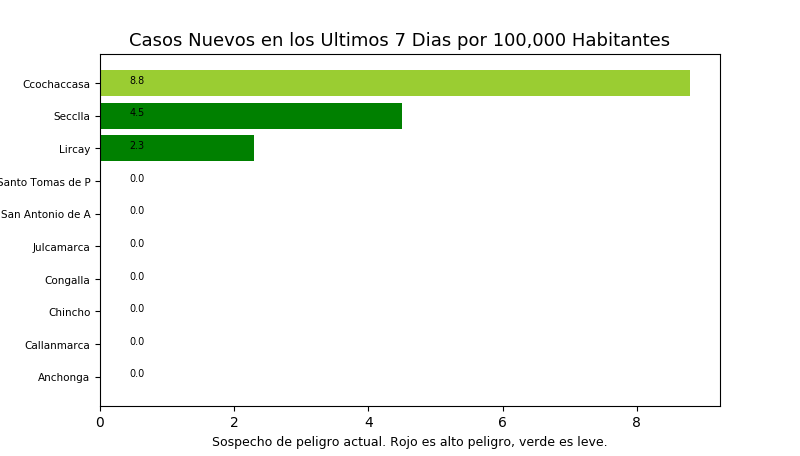 Casos Nuevos en los Ultimos 7 Dias por 100,000 Habitantes
Ccochaccasa 8.8
Secclla 4.5
Lircay 2.3
Santo Tomas de P 0.0
San Antonio de A 0.0
Julcamarca 0.0
Congalla 0.0
Chincho 0.0
Callanmarca 0.0
Anchonga 0.0
0 2 4 6 8
Sospecho de peligro actual. Rojo es alto peligro, verde es leve.